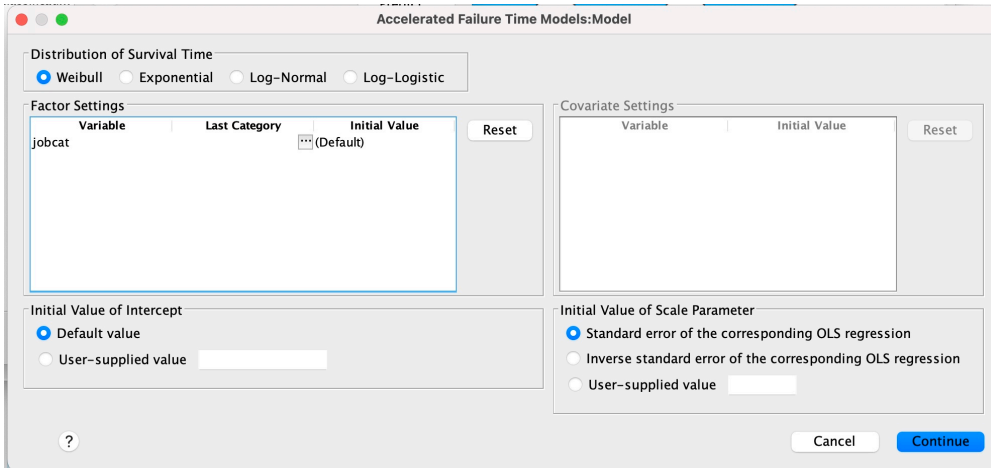 Accelerated Failure Time Models:Model
Distribution of Survival Time
Weibull Exponential Log-Normal Log-Logistic
Factor Settings
Variable Last Category Initial Value
jobcat ... (Default)
Reset
Covariate Settings
Variable Initial Value
Reset
Initial Value of Intercept
Default value
User-supplied value
Initial Value of Scale Parameter
Standard error of the corresponding OLS regression
Inverse standard error of the corresponding OLS regression
User-supplied value
? Cancel Continue